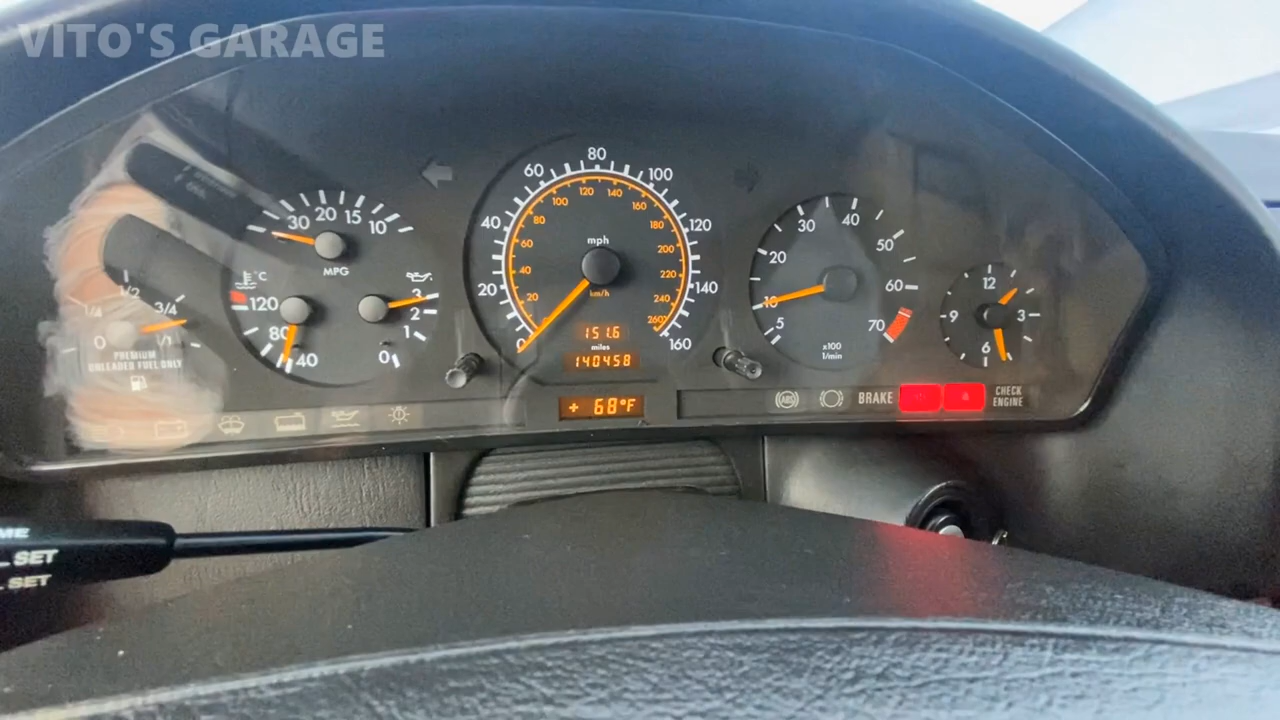 VITO'S GARAGE
30 20 15 10
MPG
°C
120
80
40
3
2
1
0
1/4 1/2 3/4
0 1/1
PREMIUM
UNLEADED FUEL ONLY
0 20 40 60 80 100 120 140 160
20 40 60 80 100 120 140 160 180 200 220 240 260
mph
km/h
151.6
miles
140458
+ 68°F
5 10 20 30 40 50 60 70
x100
1/min
12
3
6
9
ABS
BRAKE
CHECK
ENGINE
SET
SET